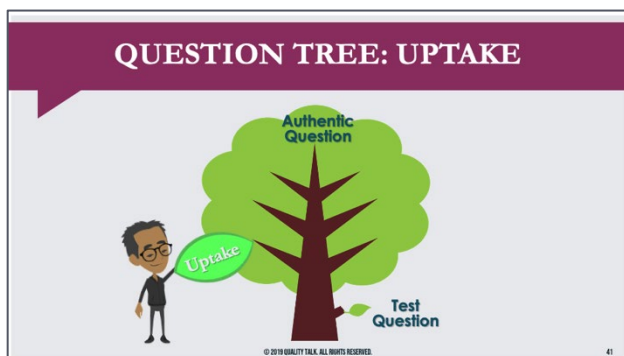 QUESTION TREE: UPTAKE
Authentic
Question
Uptake
Test
Question
© 2019 QUALITY TALK. ALL RIGHTS RESERVED.
41